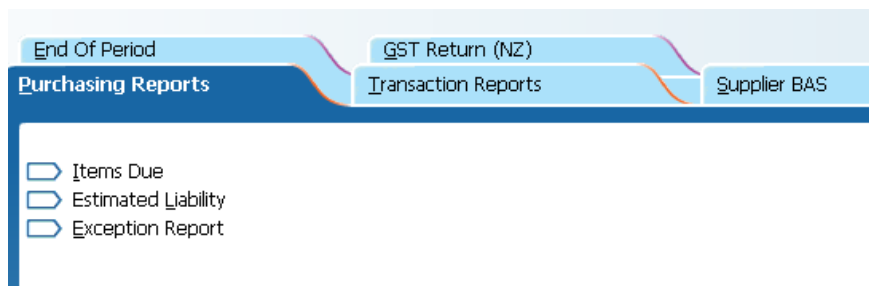 End Of Period
GST Return (NZ)
Purchasing Reports
Transaction Reports
Supplier BAS
Items Due
Estimated Liability
Exception Report